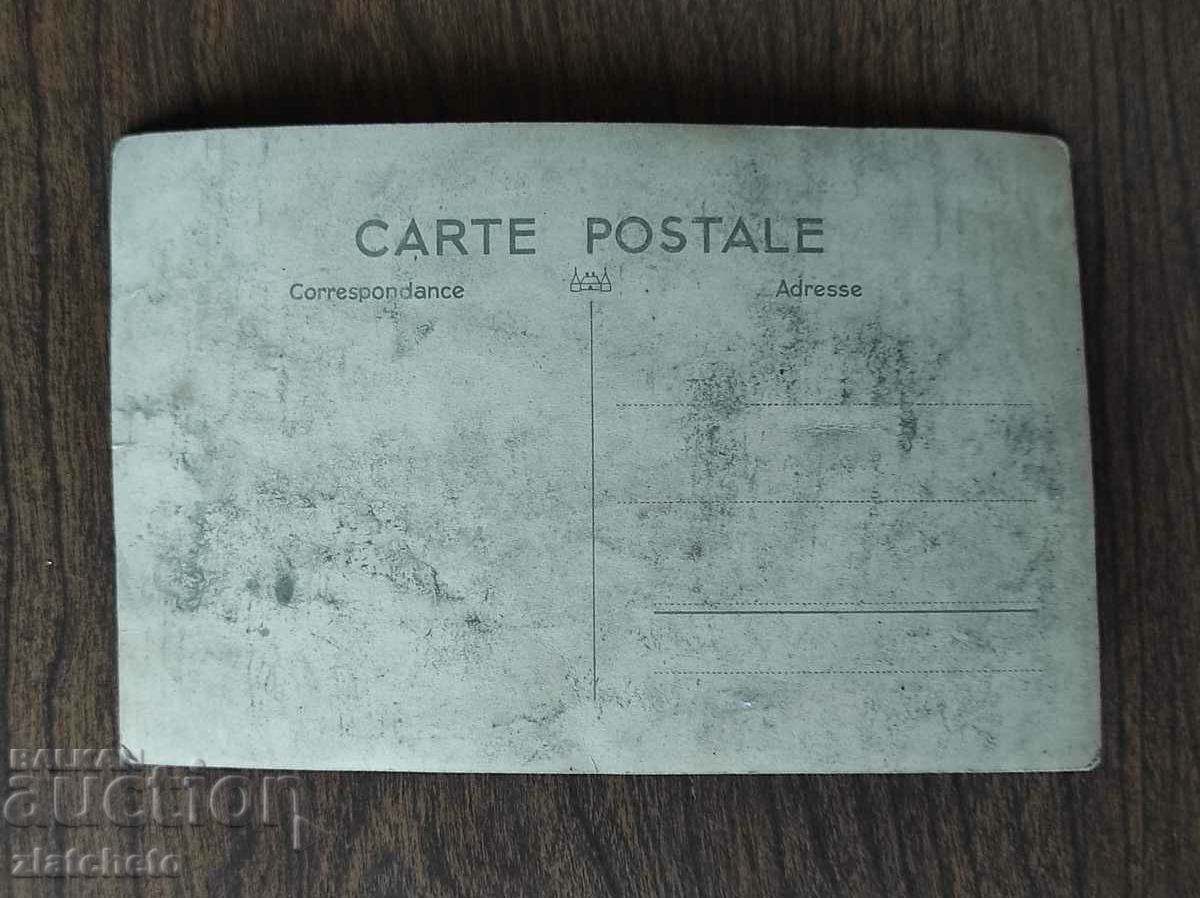 CARTE POSTALE
Correspondance
Adresse
BALKAN
auction
zlatcheto